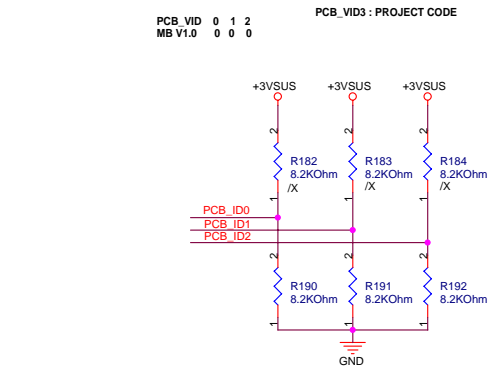 PCB_VID3 : PROJECT CODE
PCB_VID 0 1 2
MB V1.0 0 0 0
+3VSUS +3VSUS +3VSUS
2 2 2
R182 R183 R184
8.2KOhm 8.2KOhm 8.2KOhm
/X /X /X
1 1 1
PCB_ID0
PCB_ID1
PCB_ID2
2 2 2
R190 R191 R192
8.2KOhm 8.2KOhm 8.2KOhm
1 1 1
GND